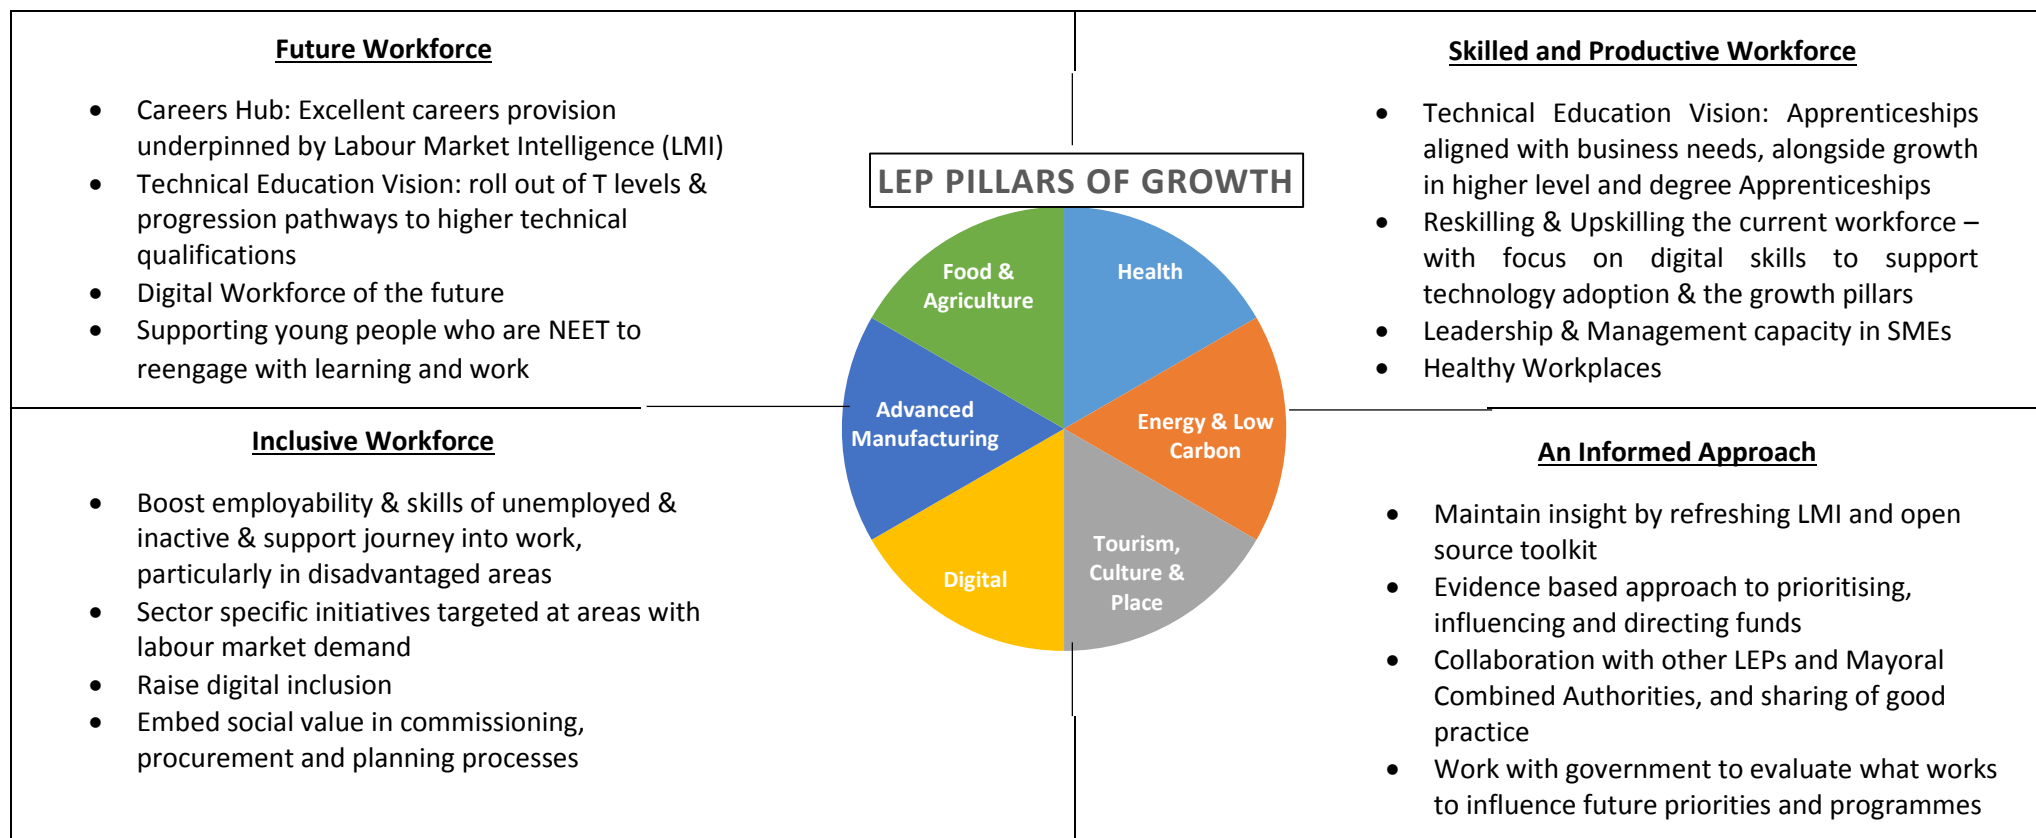 Future Workforce
• Careers Hub: Excellent careers provision
underpinned by Labour Market Intelligence (LMI)
• Technical Education Vision: roll out of T levels &
progression pathways to higher technical
qualifications
• Digital Workforce of the future
• Supporting young people who are NEET to
reengage with learning and work
Skilled and Productive Workforce
• Technical Education Vision: Apprenticeships
aligned with business needs, alongside growth
in higher level and degree Apprenticeships
• Reskilling & Upskilling the current workforce –
with focus on digital skills to support
technology adoption & the growth pillars
• Leadership & Management capacity in SMEs
• Healthy Workplaces
LEP PILLARS OF GROWTH
Food &
Agriculture
Health
Advanced
Manufacturing
Energy & Low
Carbon
Digital
Tourism,
Culture &
Place
Inclusive Workforce
• Boost employability & skills of unemployed &
inactive & support journey into work,
particularly in disadvantaged areas
• Sector specific initiatives targeted at areas with
labour market demand
• Raise digital inclusion
• Embed social value in commissioning,
procurement and planning processes
An Informed Approach
• Maintain insight by refreshing LMI and open
source toolkit
• Evidence based approach to prioritising,
influencing and directing funds
• Collaboration with other LEPs and Mayoral
Combined Authorities, and sharing of good
practice
• Work with government to evaluate what works
to influence future priorities and programmes